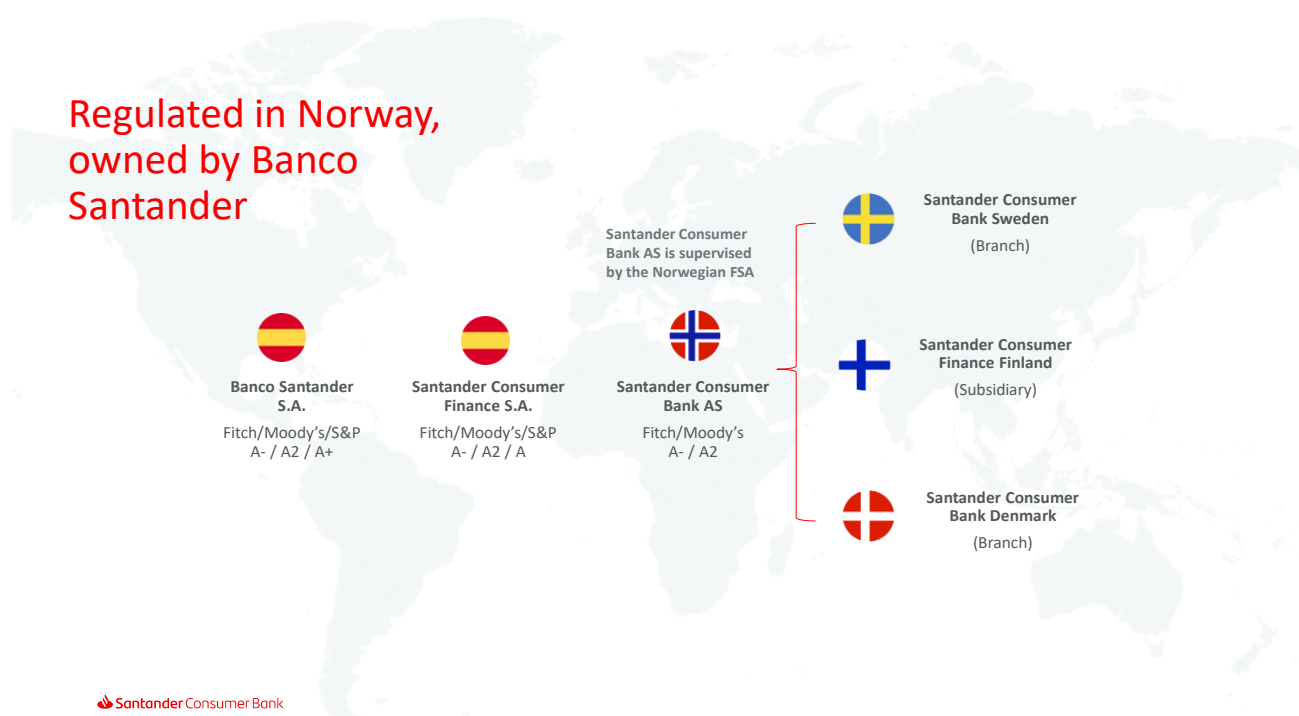 Regulated in Norway,
owned by Banco
Santander
Santander Consumer
Bank AS is supervised
by the Norwegian FSA
Banco Santander
S.A.
Fitch/Moody's/S&P
A- / A2 / A+
Santander Consumer
Finance S.A.
Fitch/Moody's/S&P
A- / A2 / A
Santander Consumer
Bank AS
Fitch/Moody's
A- / A2
Santander Consumer
Bank Sweden
(Branch)
Santander Consumer
Finance Finland
(Subsidiary)
Santander Consumer
Bank Denmark
(Branch)
Santander Consumer Bank